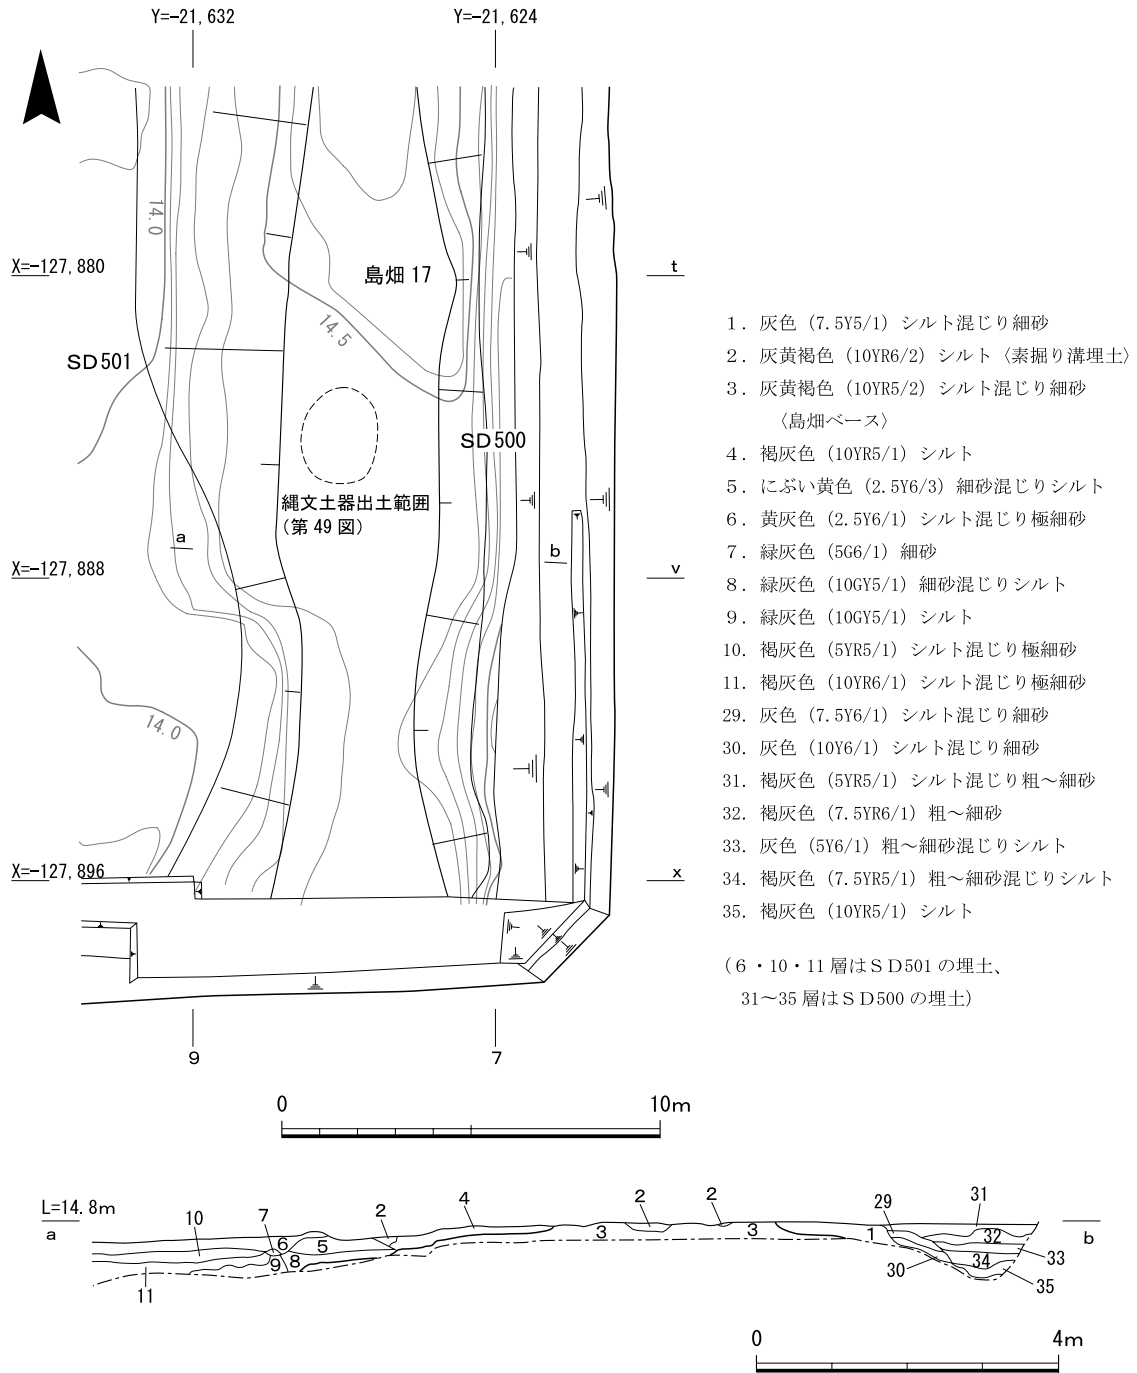 Y=-21,632
Y=-21,624
14.0
X=-127,880
t
島畑 17
14.5
SD501
SD500
縄文土器出土範囲
（第 49 図）
a
b
X=-127,888
v
14.0
X=-127,896
x
9
7
1．灰色（7.5Y5/1）シルト混じり細砂
2．灰黄褐色（10YR6/2）シルト〈素掘り溝埋土〉
3．灰黄褐色（10YR5/2）シルト混じり細砂
〈島畑ベース〉
4．褐灰色（10YR5/1）シルト
5．にぶい黄色（2.5Y6/3）細砂混じりシルト
6．黄灰色（2.5Y6/1）シルト混じり極細砂
7．緑灰色（5G6/1）細砂
8．緑灰色（10GY5/1）細砂混じりシルト
9．緑灰色（10GY5/1）シルト
10．褐灰色（5YR5/1）シルト混じり極細砂
11．褐灰色（10YR6/1）シルト混じり極細砂
29．灰色（7.5Y6/1）シルト混じり細砂
30．灰色（10Y6/1）シルト混じり細砂
31．褐灰色（5YR5/1）シルト混じり粗～細砂
32．褐灰色（7.5YR6/1）粗～細砂
33．灰色（5Y6/1）粗～細砂混じりシルト
34．褐灰色（7.5YR5/1）粗～細砂混じりシルト
35．褐灰色（10YR5/1）シルト
（6・10・11 層はＳＤ501 の埋土、
31～35 層はＳＤ500 の埋土）
0 10m
L=14.8m
a
10
7
6
5
2
4
9
8
11
3
2
2
3
1
29
31
32
b
30
34
33
35
0 4m